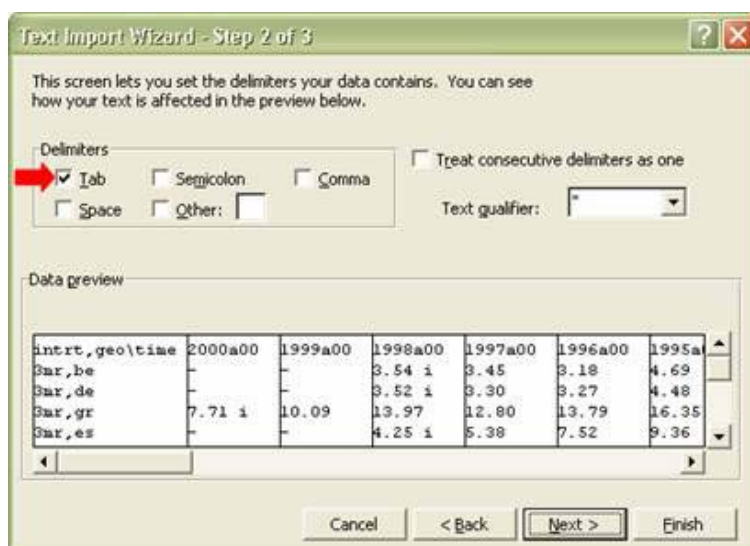 Text Import Wizard - Step 2 of 3
This screen lets you set the delimiters your data contains. You can see
how your text is affected in the preview below.
Delimiters
Tab Semicolon Comma
Space Other:
Treat consecutive delimiters as one
Text qualifier: "
Data preview
intrt,geo\time 2000a00 1999a00 1998a00 1997a00 1996a00 1995a
3mr,be - - 3.54 i 3.45 3.18 4.69
3mr,de - - 3.52 i 3.30 3.27 4.48
3mr,gr 7.71 i 10.09 13.97 12.80 13.79 16.35
3mr,es - - 4.25 i 5.38 7.52 9.36
Cancel < Back Next > Finish